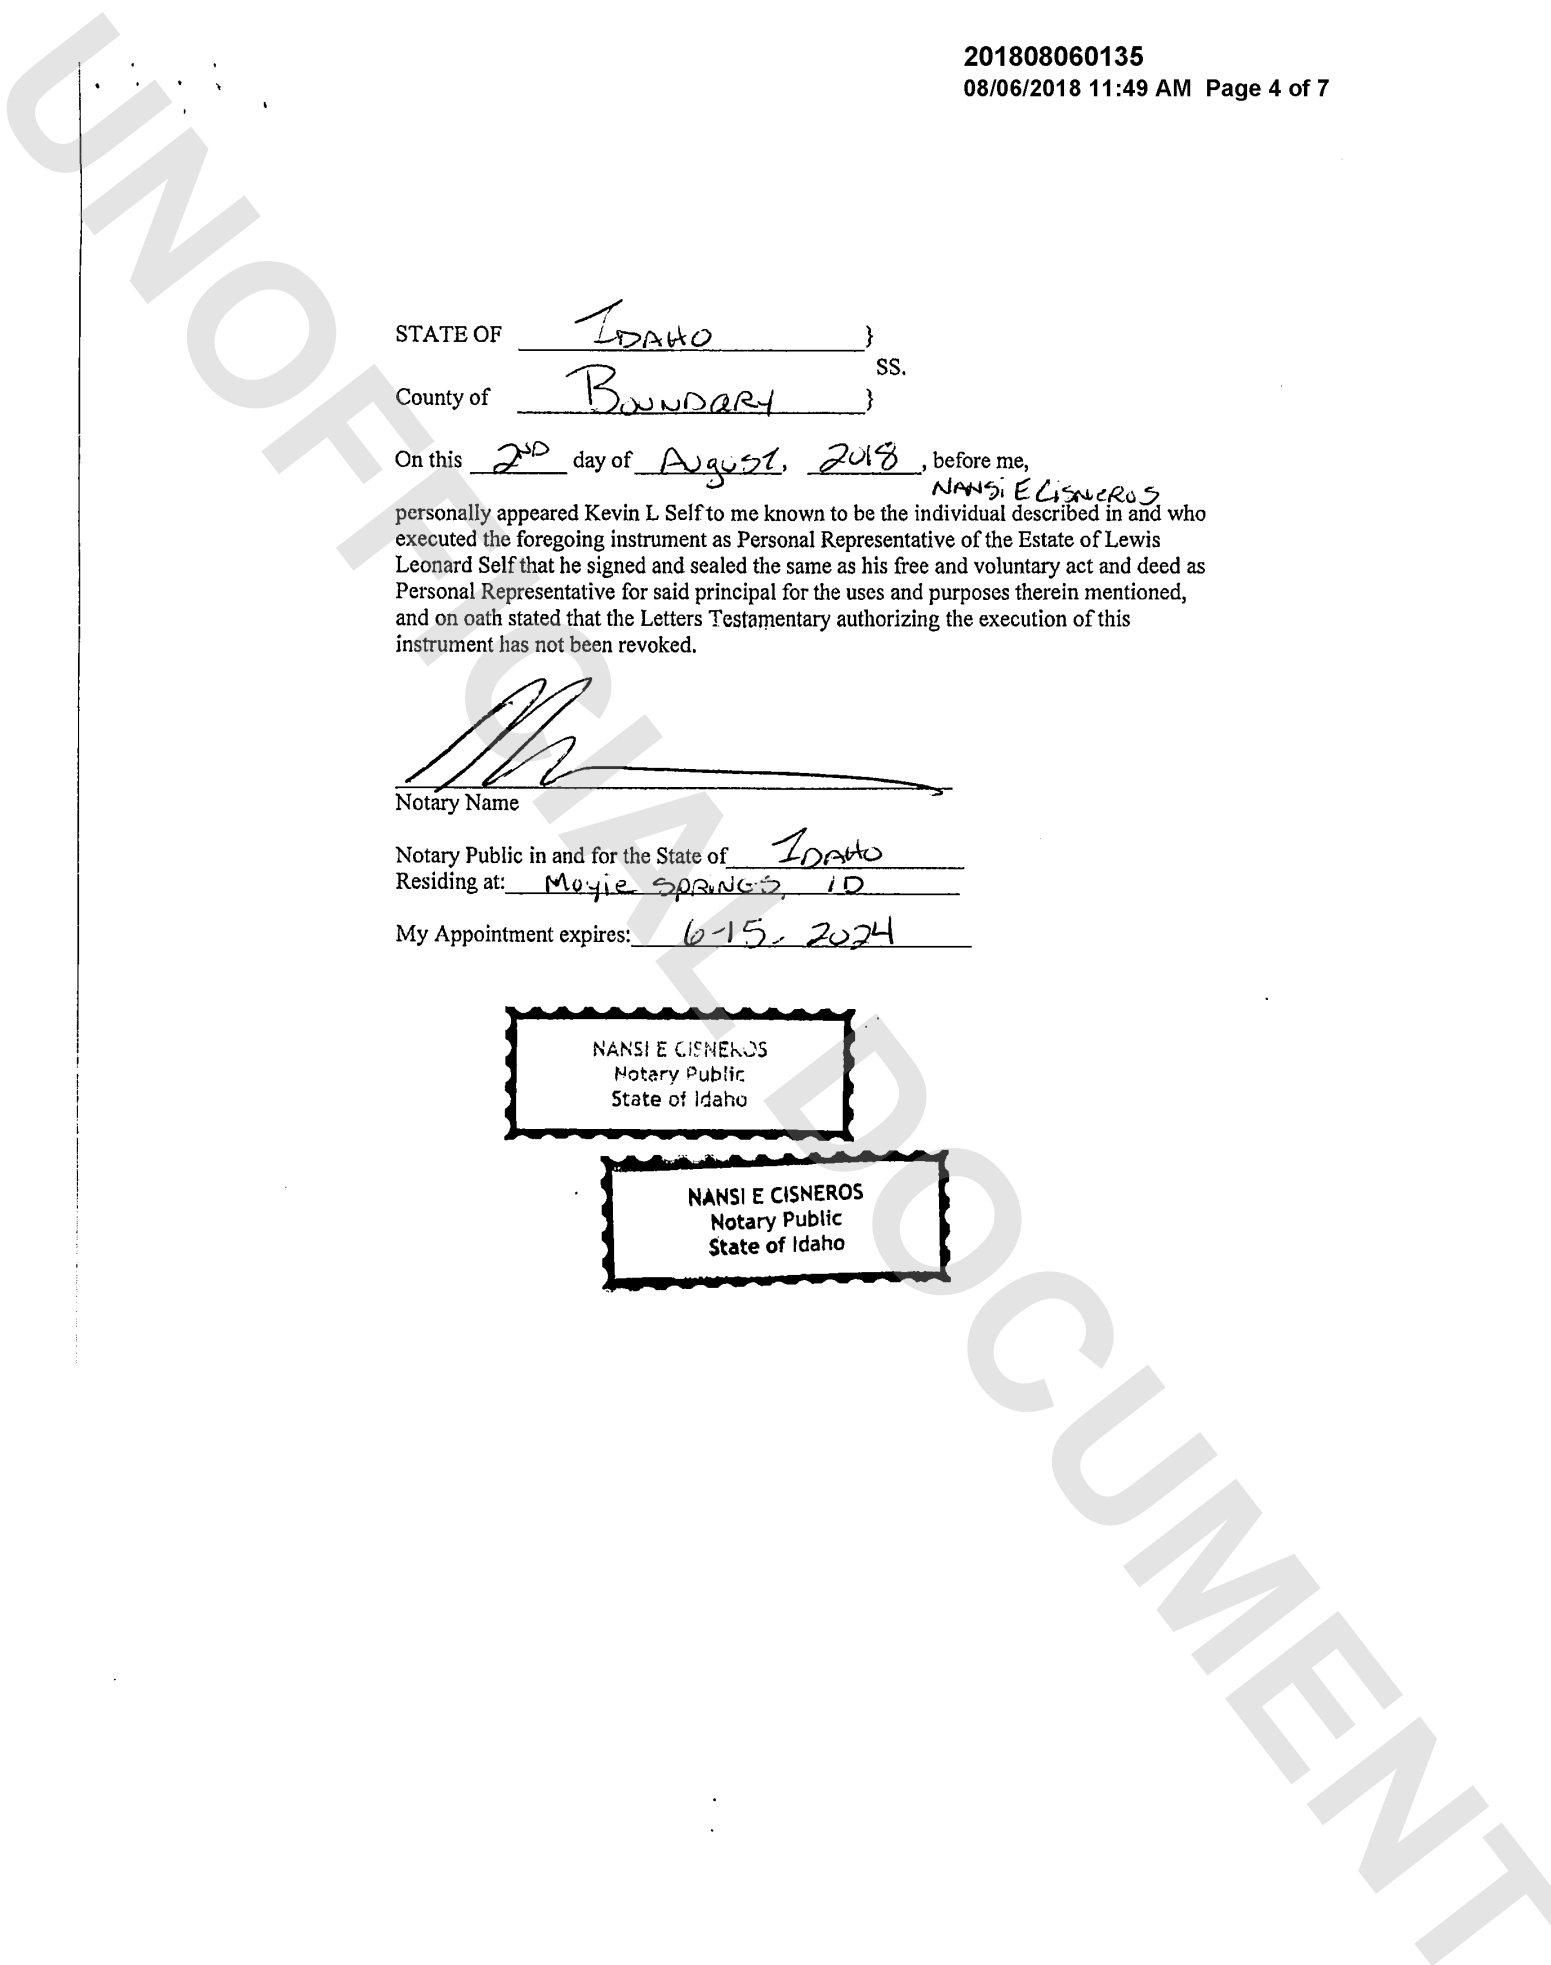 201808060135
08/06/2018 11:49 AM Page 4 of 7
STATE OF IDAHO }
SS.
County of BOUNDARY }
On this 2ND day of August, 2018, before me,
NANSI E CISNEROS
personally appeared Kevin L Self to me known to be the individual described in and who
executed the foregoing instrument as Personal Representative of the Estate of Lewis
Leonard Self that he signed and sealed the same as his free and voluntary act and deed as
Personal Representative for said principal for the uses and purposes therein mentioned,
and on oath stated that the Letters Testamentary authorizing the execution of this
instrument has not been revoked.
Notary Name
Notary Public in and for the State of IDAHO
Residing at: Moyie SPRINGS, ID
My Appointment expires: 6-15-2024
NANSI E CISNEROS
Notary Public
State of Idaho
NANSI E CISNEROS
Notary Public
State of Idaho
UNOFFICIAL DOCUMENT